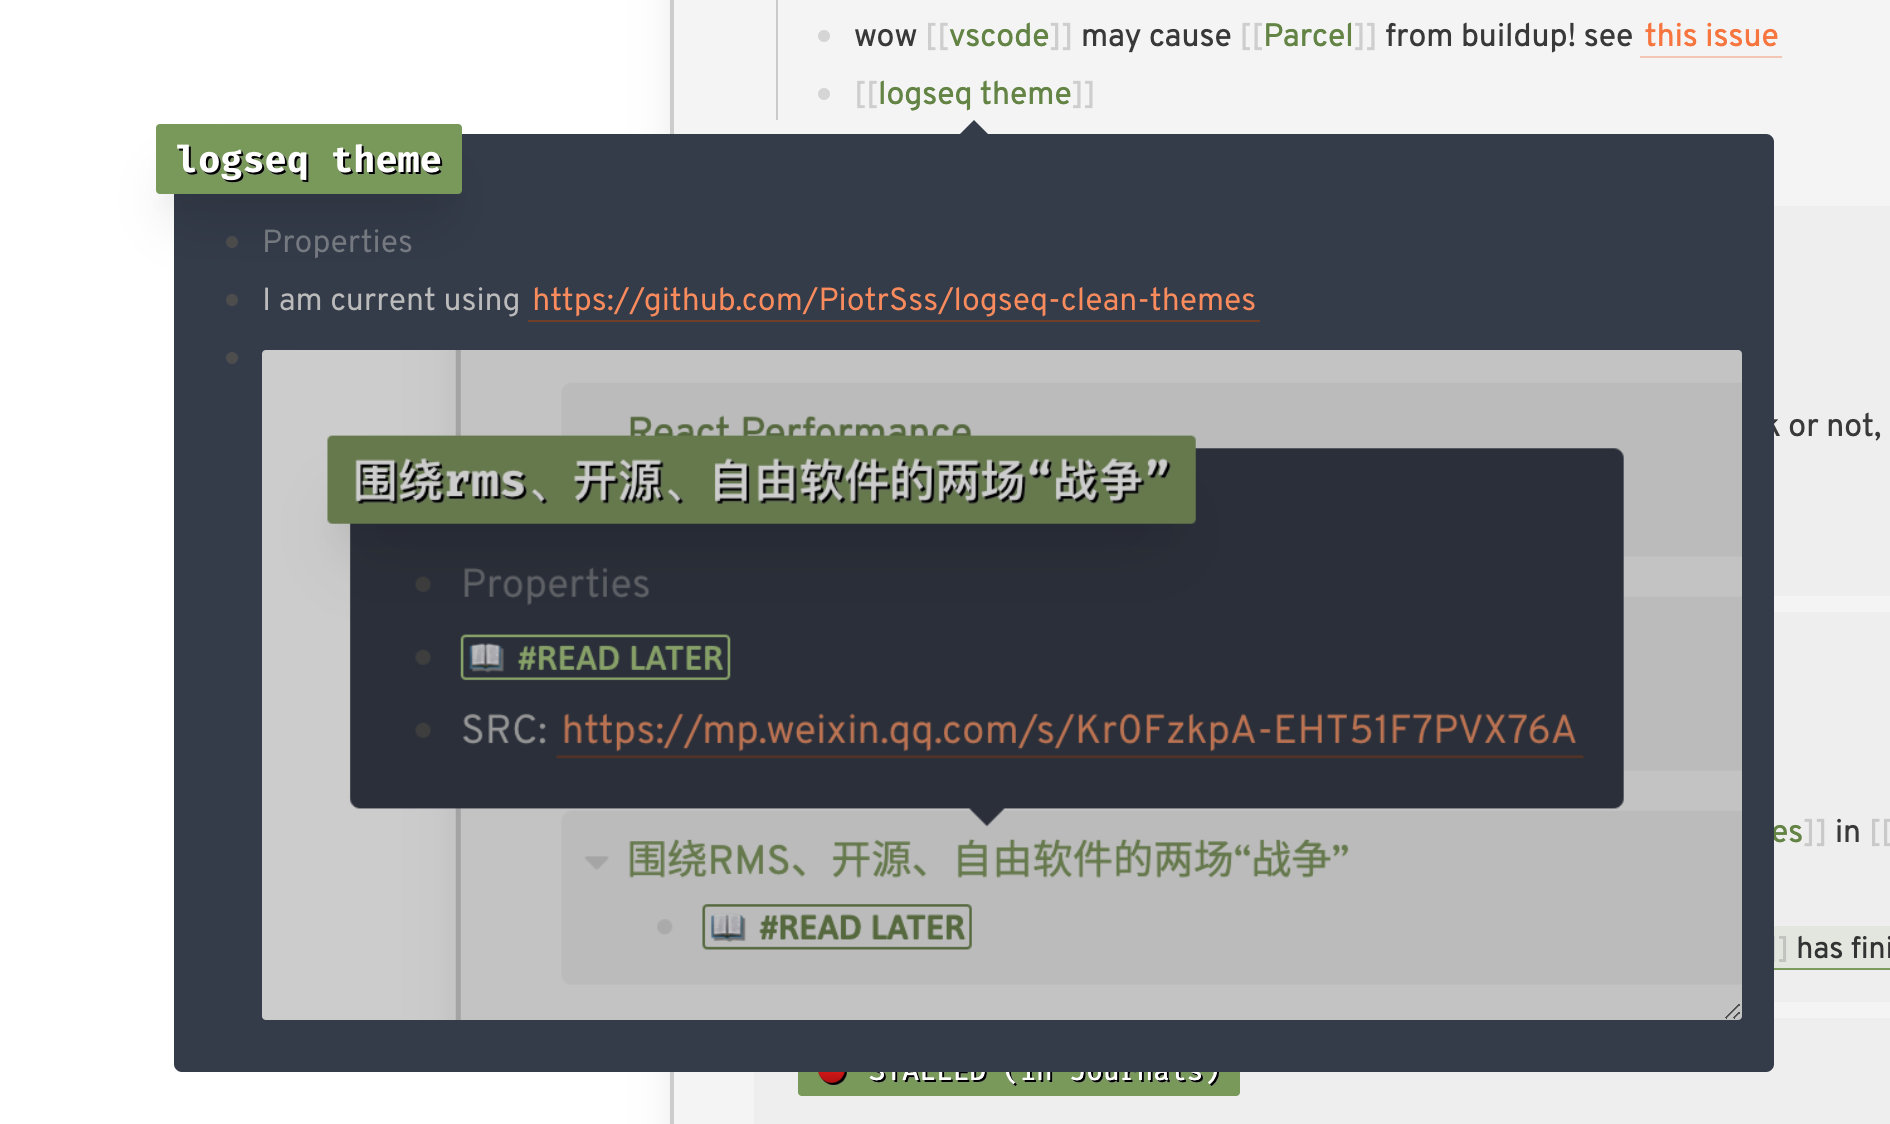 wow [[vscode]] may cause [[Parcel]] from buildup! see this issue
[[logseq theme]]
logseq theme
Properties
I am current using https://github.com/PiotrSss/logseq-clean-themes
React Performance
or not,
围绕rms、开源、自由软件的两场“战争”
Properties
📖 #READ LATER
SRC: https://mp.weixin.qq.com/s/Kr0FzkpA-EHT51F7PVX76A
es]] in [[
围绕RMS、开源、自由软件的两场“战争”
📖 #READ LATER
] has fini
STALLED (in Journals)